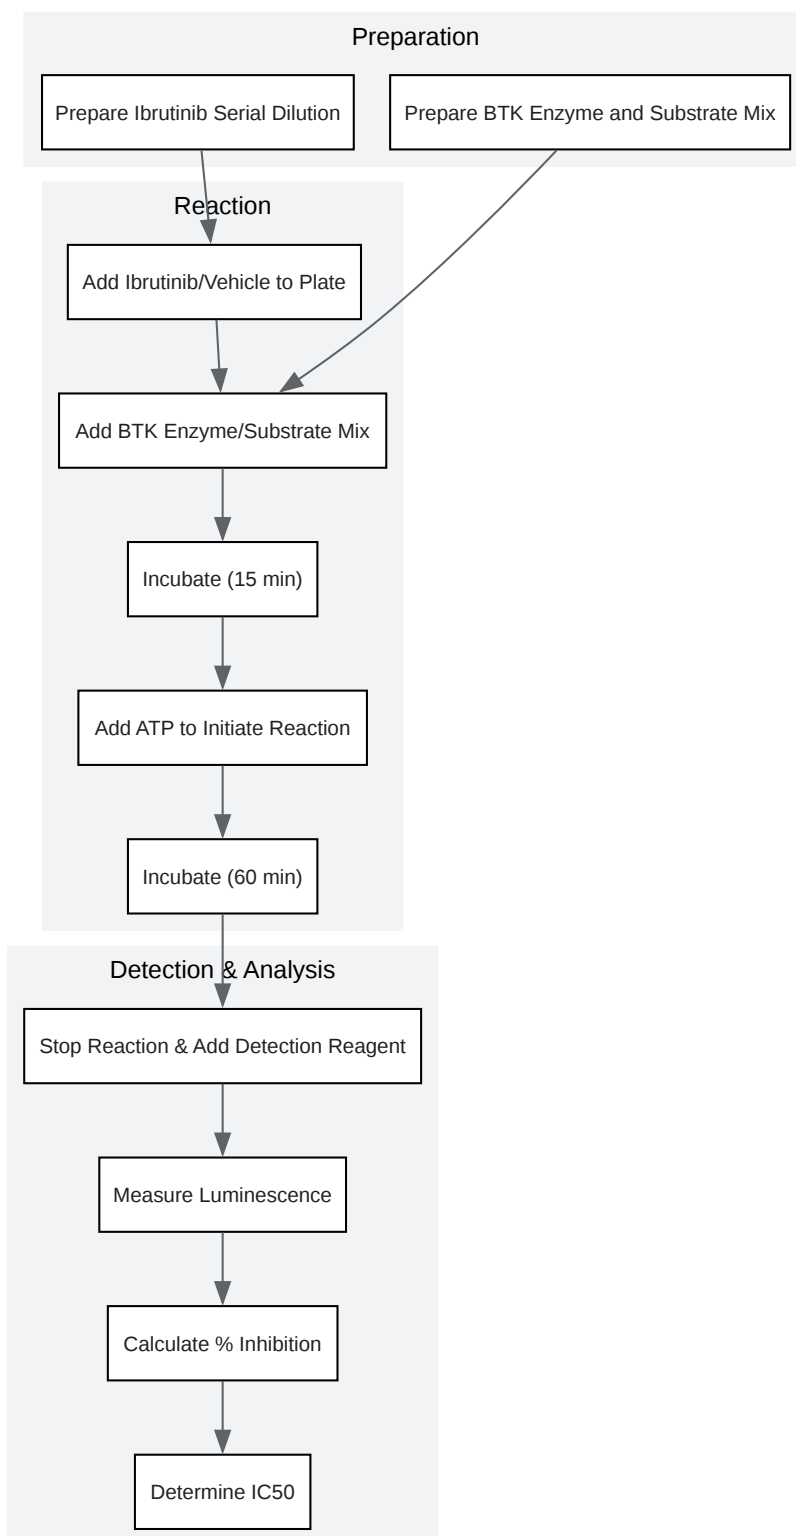 Preparation
Prepare Ibrutinib Serial Dilution
Prepare BTK Enzyme and Substrate Mix
Reaction
Add Ibrutinib/Vehicle to Plate
Add BTK Enzyme/Substrate Mix
Incubate (15 min)
Add ATP to Initiate Reaction
Incubate (60 min)
Detection & Analysis
Stop Reaction & Add Detection Reagent
Measure Luminescence
Calculate % Inhibition
Determine IC50